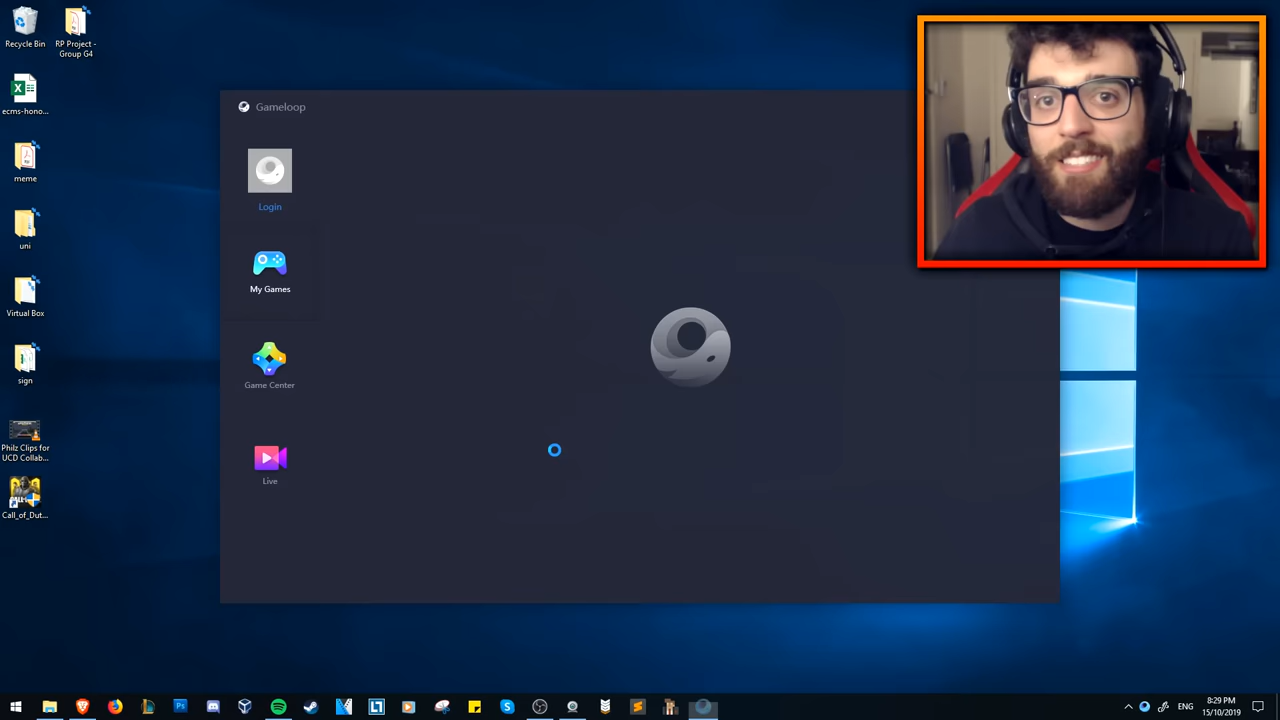 Recycle Bin
RP Project -
Group G4
ecms-hono...
meme
uni
Virtual Box
sign
Philz Clips for
UCD Collab...
Call_of_Dut...
Gameloop
Login
My Games
Game Center
Live
ENG
8:29 PM
15/10/2019